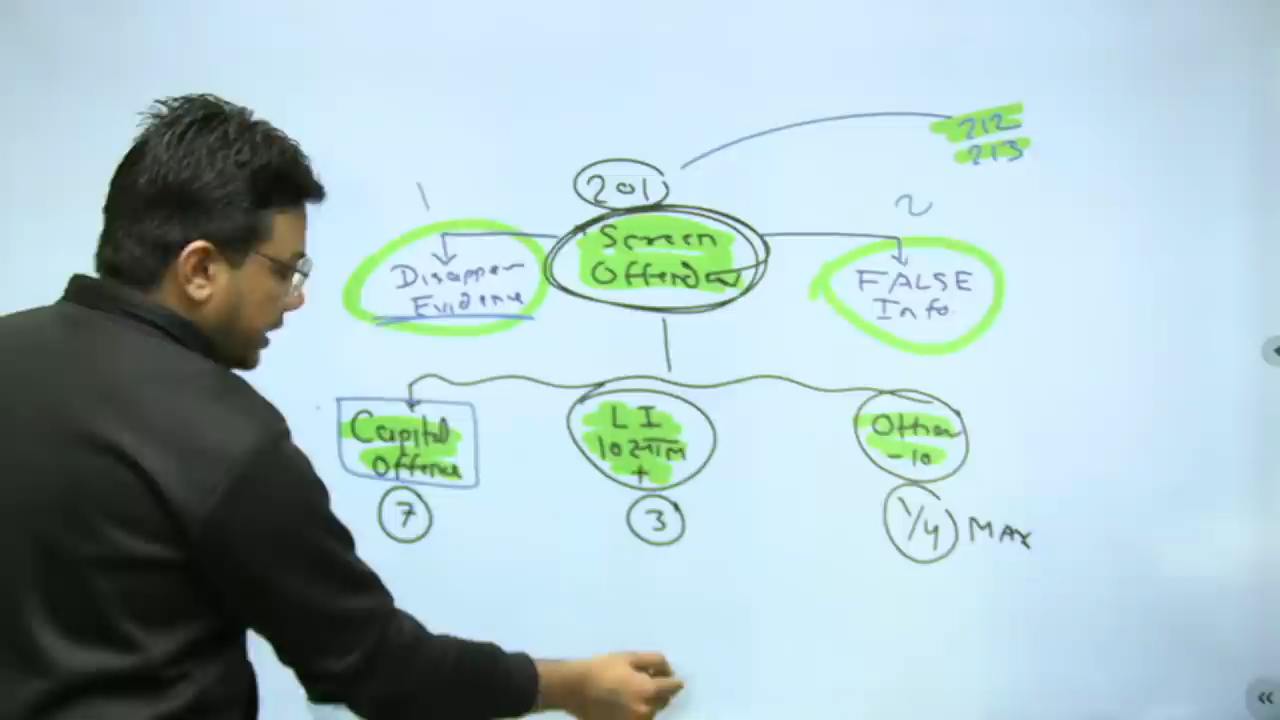 212
213
201
1
2
Screen
Offender
Disappear
Evidence
FALSE
Info.
Capital
Offence
LI
10 साल
+
Other
-10
7
3
1/4 MAX